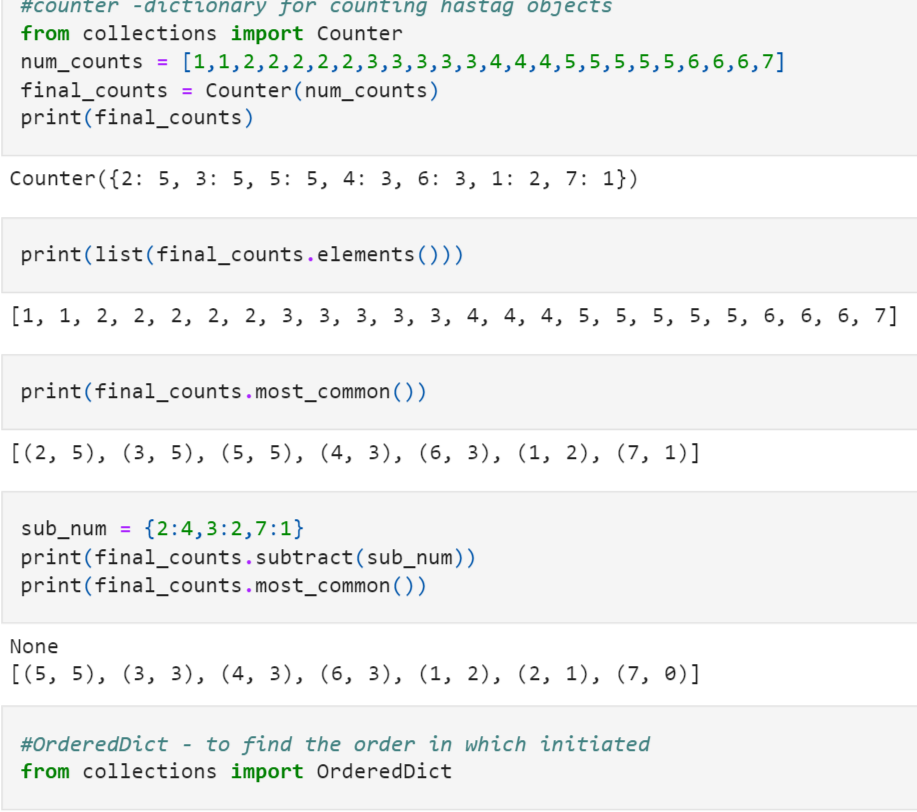 #counter -dictionary for counting hastag objects
from collections import Counter
num_counts = [1,1,2,2,2,2,2,3,3,3,3,3,4,4,4,5,5,5,5,5,6,6,6,7]
final_counts = Counter(num_counts)
print(final_counts)
Counter({2: 5, 3: 5, 5: 5, 4: 3, 6: 3, 1: 2, 7: 1})
print(list(final_counts.elements()))
[1, 1, 2, 2, 2, 2, 2, 3, 3, 3, 3, 3, 4, 4, 4, 5, 5, 5, 5, 5, 6, 6, 6, 7]
print(final_counts.most_common())
[(2, 5), (3, 5), (5, 5), (4, 3), (6, 3), (1, 2), (7, 1)]
sub_num = {2:4,3:2,7:1}
print(final_counts.subtract(sub_num))
print(final_counts.most_common())
None
[(5, 5), (3, 3), (4, 3), (6, 3), (1, 2), (2, 1), (7, 0)]
#OrderedDict - to find the order in which initiated
from collections import OrderedDict